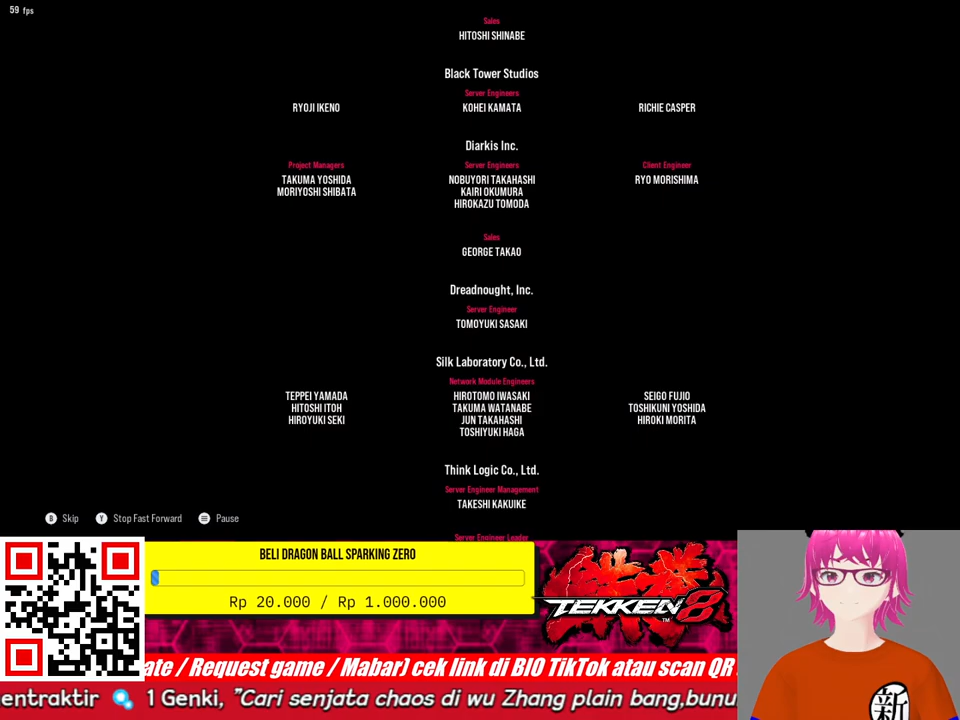 59 fps
Sales
HITOSHI SHINABE
Black Tower Studios
Server Engineers
RYOJI IKENO KOHEI KAMATA RICHIE CASPER
Diarkis Inc.
Project Managers Server Engineers Client Engineer
TAKUMA YOSHIDA NOBUYORI TAKAHASHI RYO MORISHIMA
MORIYOSHI SHIBATA KAIRI OKUMURA
HIROKAZU TOMODA
Sales
GEORGE TAKAO
Dreadnought, Inc.
Server Engineer
TOMOYUKI SASAKI
Silk Laboratory Co., Ltd.
Network Module Engineers
TEPPEI YAMADA HIROTOMO IWASAKI SEIGO FUJIO
HITOSHI ITOH TAKUMA WATANABE TOSHIKUNI YOSHIDA
HIROYUKI SEKI JUN TAKAHASHI HIROKI MORITA
TOSHIYUKI HAGA
Think Logic Co., Ltd.
Server Engineer Management
TAKESHI KAKUIKE
Server Engineer Leader
B Skip Y Stop Fast Forward Pause
BELI DRAGON BALL SPARKING ZERO
Rp 20.000 / Rp 1.000.000
TEKKEN 8
TM
ate / Request game / Mabar) cek link di BIO TikTok atau scan QR
entraktir 1 Genki, "Cari senjata chaos di wu Zhang plain bang,bunu
新